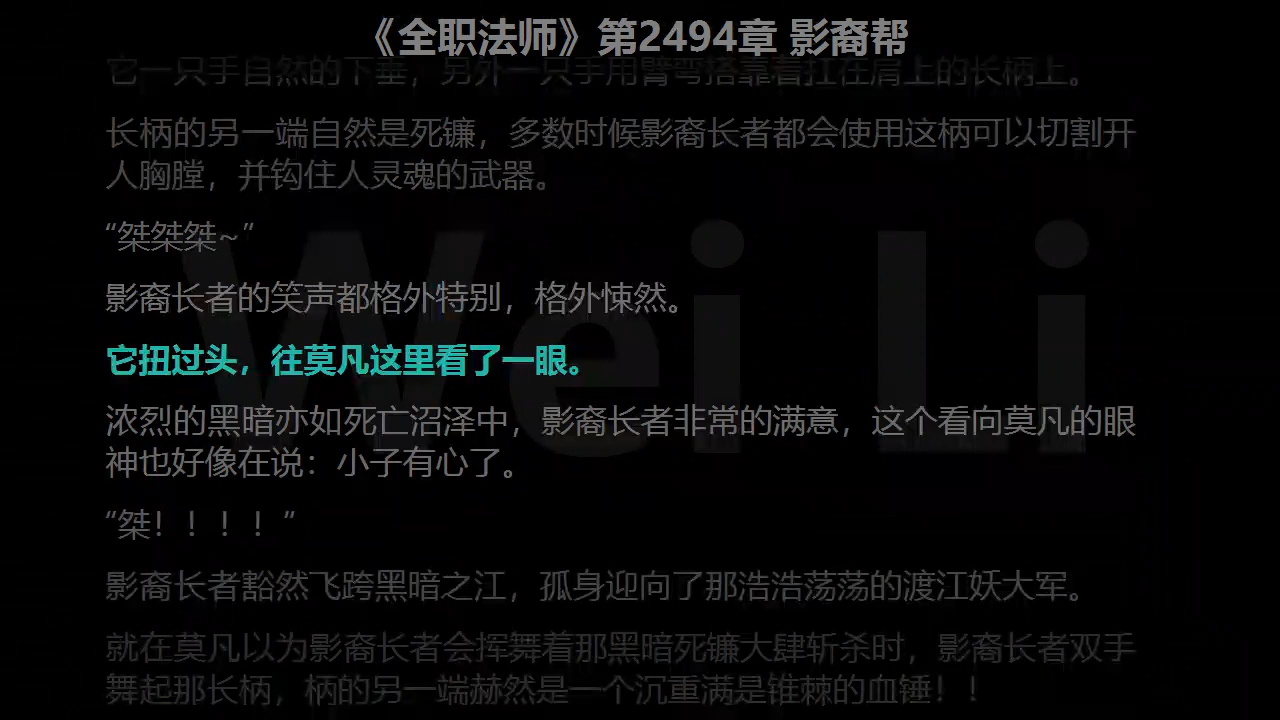 《全职法师》第2494章 影裔帮
它一只手自然的下垂，另外一只手用臂弯搭靠着扛在肩上的长柄上。
长柄的另一端自然是死镰，多数时候影裔长者都会使用这柄可以切割开
人胸膛，并钩住人灵魂的武器。
“桀桀桀~”
影裔长者的笑声都格外特别，格外悚然。
它扭过头，往莫凡这里看了一眼。
浓烈的黑暗亦如死亡沼泽中，影裔长者非常的满意，这个看向莫凡的眼
神也好像在说：小子有心了。
“桀！！！！”
影裔长者豁然飞跨黑暗之江，孤身迎向了那浩浩荡荡的渡江妖大军。
就在莫凡以为影裔长者会挥舞着那黑暗死镰大肆斩杀时，影裔长者双手
舞起那长柄，柄的另一端赫然是一个沉重满是锥棘的血锤！！
Wei Li